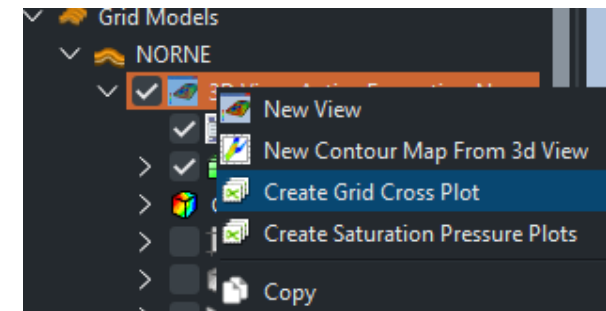 Grid Models
NORNE
New View
New Contour Map From 3d View
Create Grid Cross Plot
Create Saturation Pressure Plots
Copy